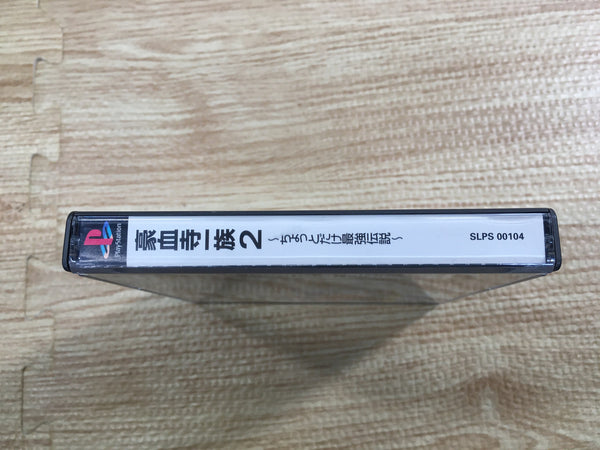 PlayStation
豪血寺一族2
～ちょっとだけ最強伝説～
SLPS 00104